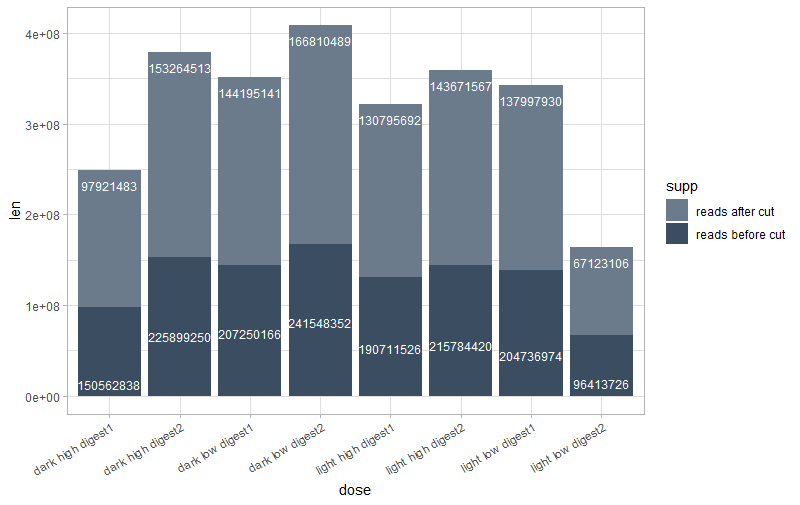 4e+08
3e+08
2e+08
1e+08
0e+00
len
97921483
150562838
153264513
225899250
144195141
207250166
166810489
241548352
130795692
190711526
143671567
215784420
137997930
204736974
67123106
96413726
dark high digest1
dark high digest2
dark low digest1
dark low digest2
light high digest1
light high digest2
light low digest1
light low digest2
dose
supp
reads after cut
reads before cut